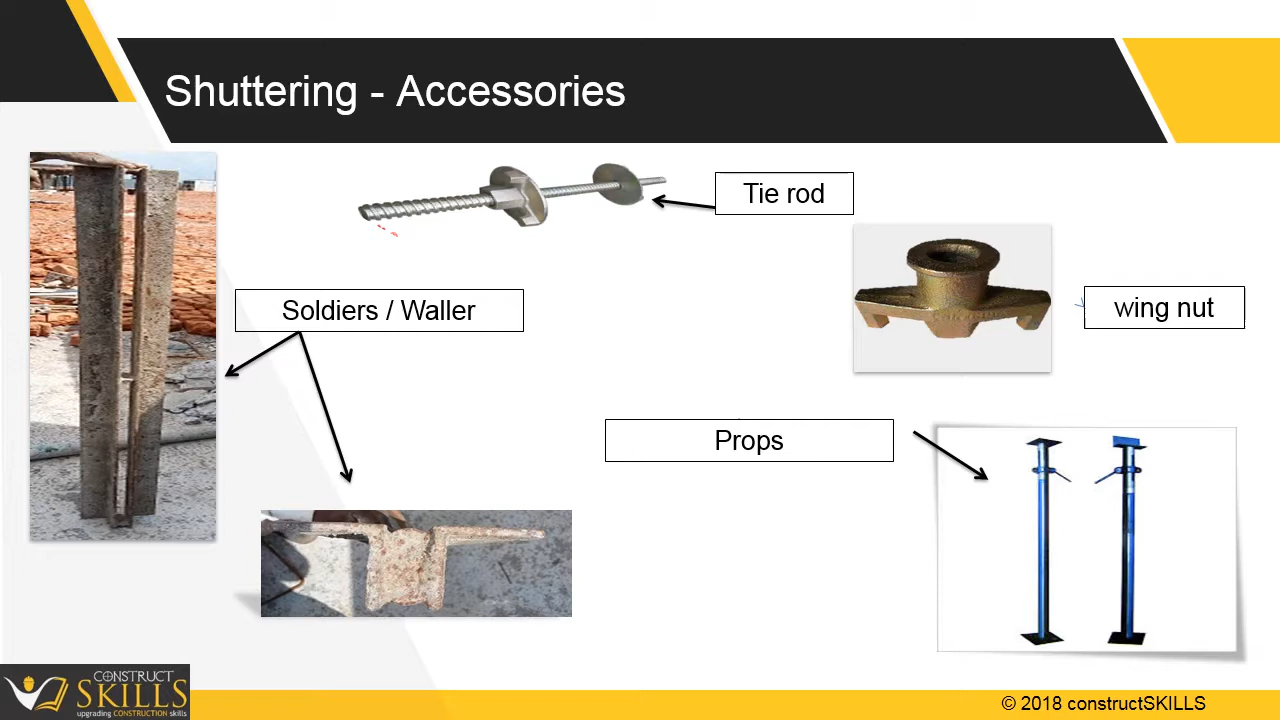 Shuttering - Accessories
Tie rod
Soldiers / Waller
wing nut
Props
CONSTRUCT
SKILLS
upgrading CONSTRUCTION skills
© 2018 constructSKILLS